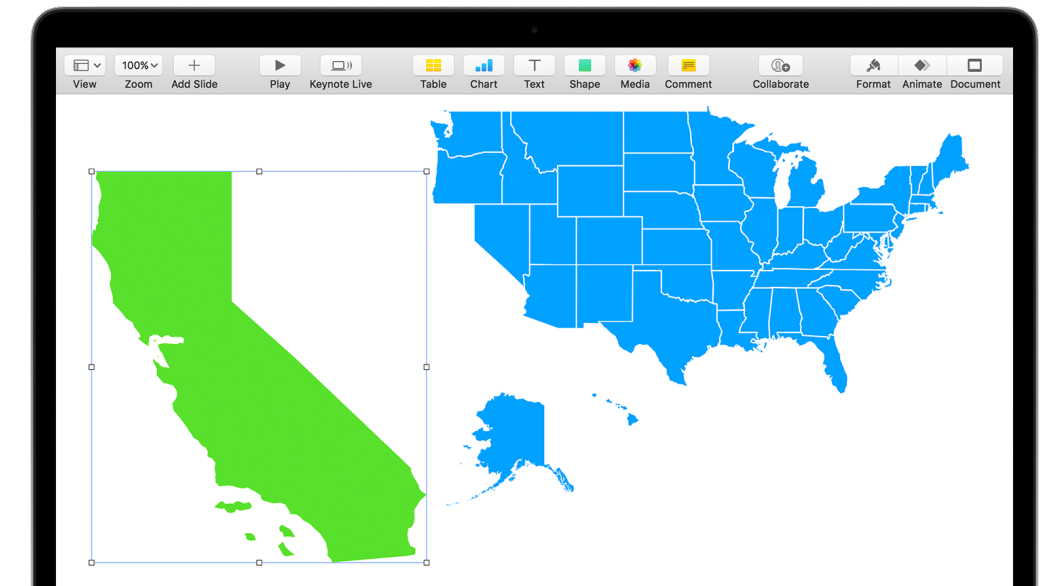 100%
View Zoom Add Slide Play Keynote Live Table Chart Text Shape Media Comment Collaborate Format Animate Document